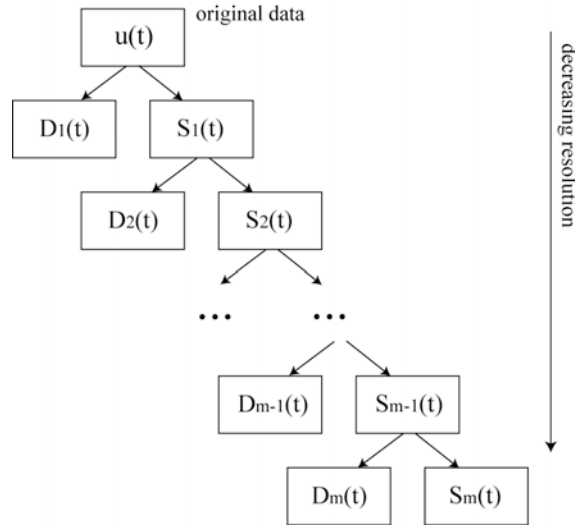 original data
u(t)
D1(t) S1(t)
D2(t) S2(t)
... ...
Dm-1(t) Sm-1(t)
Dm(t) Sm(t)
decreasing resolution